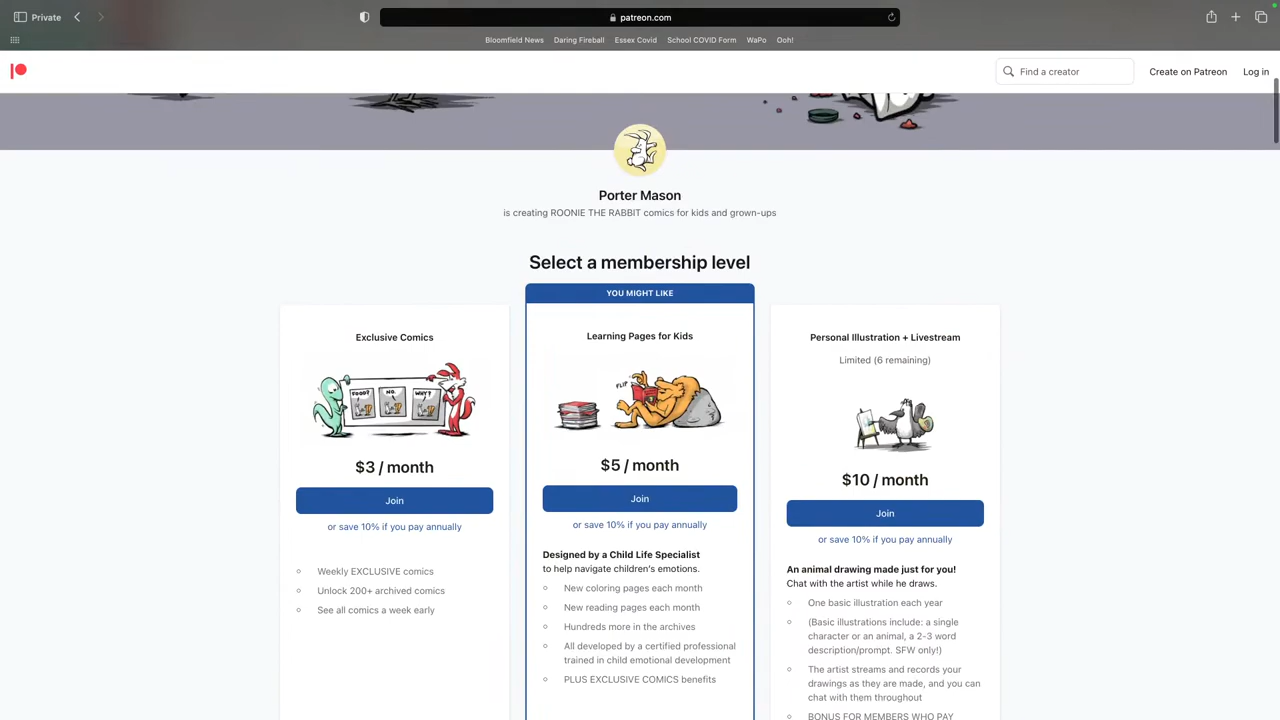 Private
patreon.com
Bloomfield News Daring Fireball Essex Covid School COVID Form WaPo Ooh!
Find a creator
Create on Patreon
Log in
Porter Mason
is creating ROONIE THE RABBIT comics for kids and grown-ups
Select a membership level
Exclusive Comics
FOOD?
NO.
WHY?
$3 / month
Join
or save 10% if you pay annually
Weekly EXCLUSIVE comics
Unlock 200+ archived comics
See all comics a week early
YOU MIGHT LIKE
Learning Pages for Kids
FLIP
$5 / month
Join
or save 10% if you pay annually
Designed by a Child Life Specialist
to help navigate children's emotions.
New coloring pages each month
New reading pages each month
Hundreds more in the archives
All developed by a certified professional
trained in child emotional development
PLUS EXCLUSIVE COMICS benefits
Personal Illustration + Livestream
Limited (6 remaining)
$10 / month
Join
or save 10% if you pay annually
An animal drawing made just for you!
Chat with the artist while he draws.
One basic illustration each year
(Basic illustrations include: a single
character or an animal, a 2-3 word
description/prompt. SFW only!)
The artist streams and records your
drawings as they are made, and you can
chat with them throughout
BONUS FOR MEMBERS WHO PAY